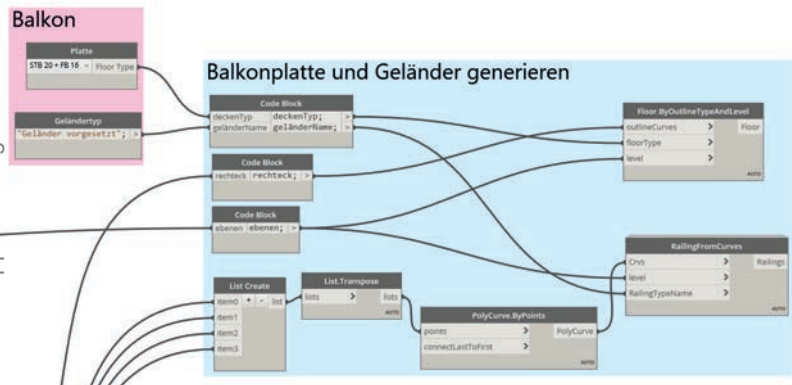 Balkon
Platte
STB 20 + FB 16
Floor Type
Geländertyp
"Geländer vorgesetzt"; >
Balkonplatte und Geländer generieren
Code Block
deckenTyp deckenTyp; >
geländerName geländerName; >
Code Block
rechteck rechteck; >
Code Block
ebenen ebenen; >
List Create
item0 + - list
item1
item2
item3
List.Transpose
lists > lists
AUTO
PolyCurve.ByPoints
points > PolyCurve
connectLastToFirst >
AUTO
Floor.ByOutlineTypeAndLevel
outlineCurves > Floor
floorType >
level >
AUTO
RailingFromCurves
Crvs > Railings
level >
RailingTypeName >
AUTO